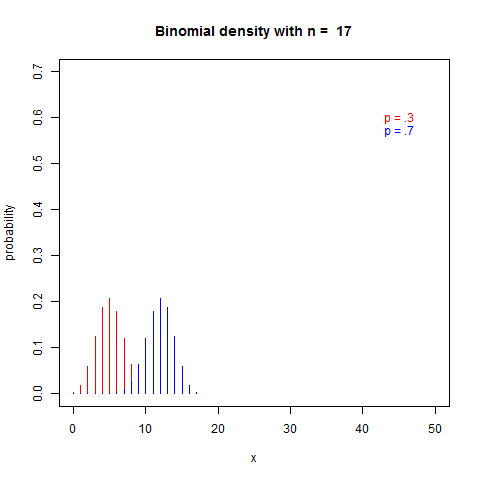 Binomial density with n =  17
0.7
0.6
0.5
0.4
0.3
0.2
0.1
0.0
probability
p = .3
p = .7
0 10 20 30 40 50
x